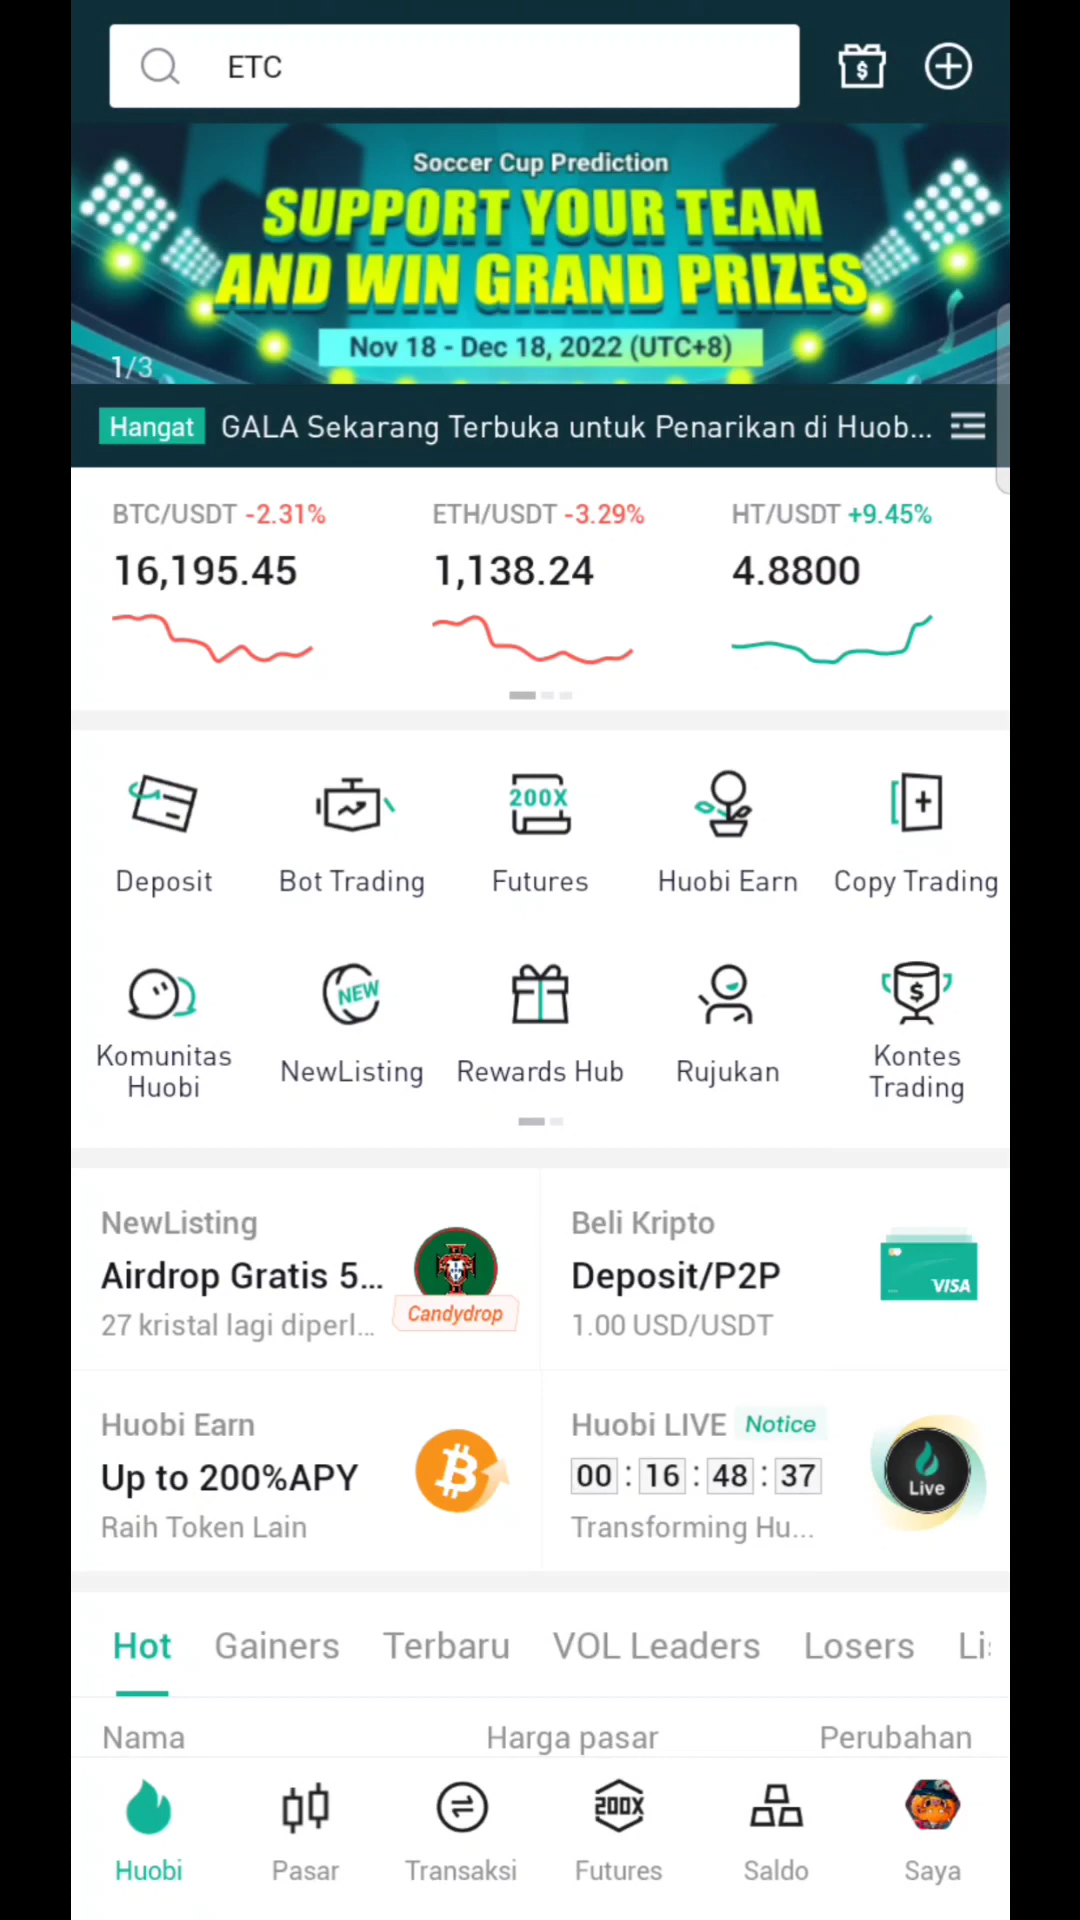 ETC
Soccer Cup Prediction
SUPPORT YOUR TEAM
AND WIN GRAND PRIZES
Nov 18 - Dec 18, 2022 (UTC+8)
1/3
Hangat GALA Sekarang Terbuka untuk Penarikan di Huob...
BTC/USDT -2.31% ETH/USDT -3.29% HT/USDT +9.45%
16,195.45 1,138.24 4.8800
200X
Deposit Bot Trading Futures Huobi Earn Copy Trading
NEW $
Komunitas Huobi NewListing Rewards Hub Rujukan Kontes Trading
NewListing
Airdrop Gratis 5...
27 kristal lagi diperl...
Candydrop
Beli Kripto
Deposit/P2P
1.00 USD/USDT
VISA
Huobi Earn
Up to 200%APY
Raih Token Lain
Huobi LIVE Notice
00 : 16 : 48 : 37
Transforming Hu...
Live
Hot Gainers Terbaru VOL Leaders Losers Li
Nama Harga pasar Perubahan
200X
Huobi Pasar Transaksi Futures Saldo Saya